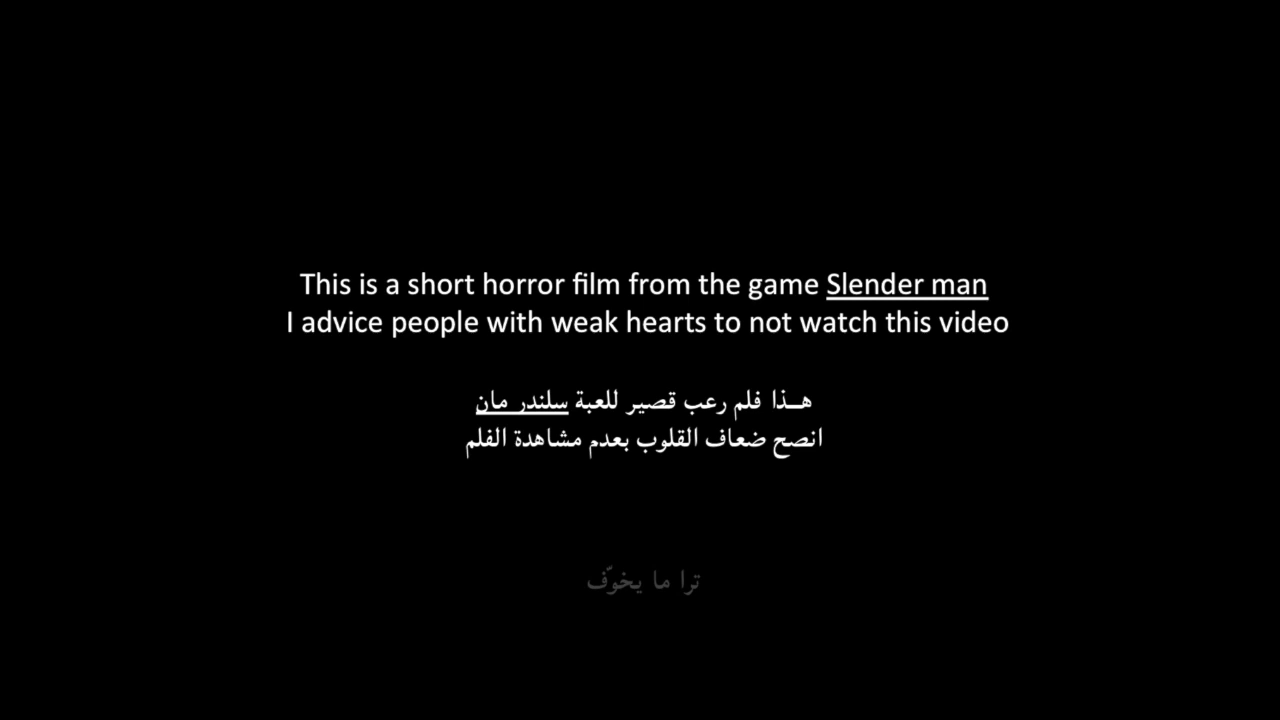 This is a short horror film from the game Slender man
I advice people with weak hearts to not watch this video
هـذا فلم رعب قصير للعبة سلندر مان
انصح ضعاف القلوب بعدم مشاهدة الفلم
ترا ما يخوّف